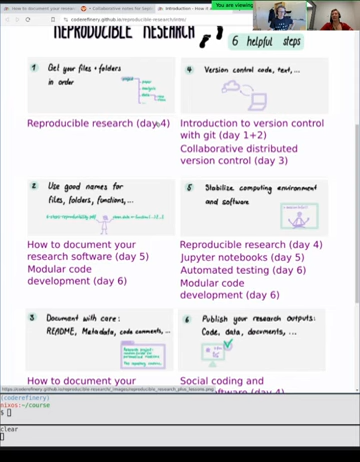 How to document your rese
Collaborative notes for
Introduction - How it
You are viewing
coderefinery.github.io/reproducible-research/intro/
REPRODUCIBLE RESEARCH
6 helpful steps
1 Get your files + folders
in order
Reproducible research (day 4)
4 Version control code, text, ...
Introduction to version control
with git (day 1+2)
Collaborative distributed
version control (day 3)
2 Use good names for
files, folders, functions, ...
How to document your
research software (day 5)
Modular code
development (day 6)
5 Stabilize computing environment
and software
Reproducible research (day 4)
Jupyter notebooks (day 5)
Automated testing (day 6)
Modular code
development (day 6)
3 Document with care:
README, Metadata, code comments, ...
How to document your
6 Publish your research outputs:
Code, data, documents, ...
Social coding and
(coderefinery)
nixos:~/course
$
clear